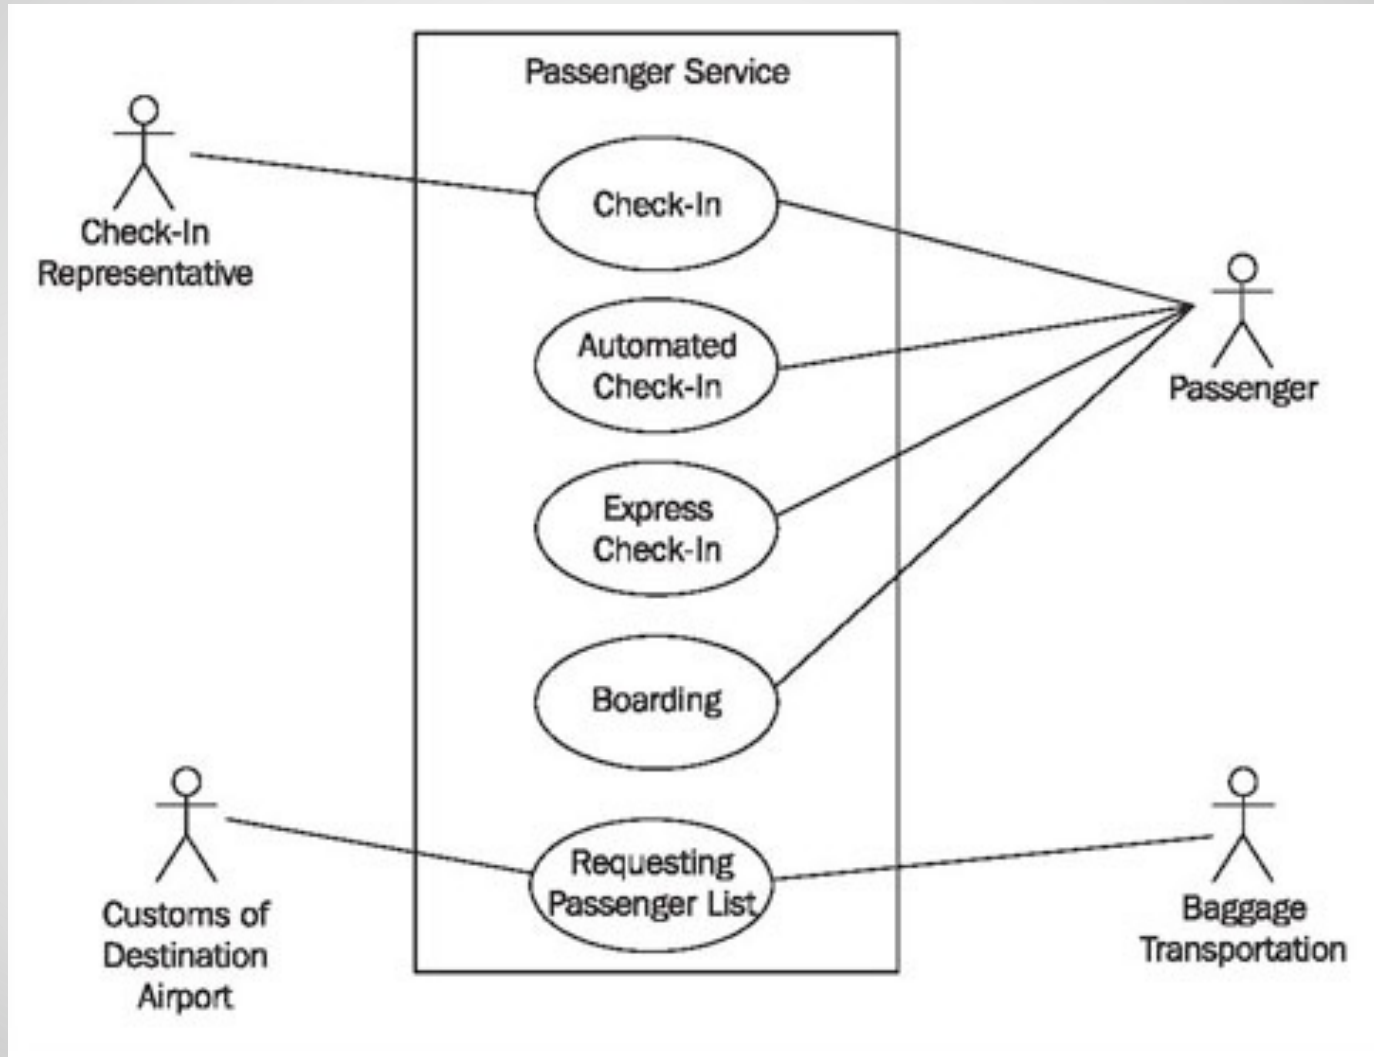 Passenger Service
Check-In
Representative
Check-In
Automated
Check-In
Express
Check-In
Boarding
Requesting
Passenger List
Passenger
Customs of
Destination
Airport
Baggage
Transportation